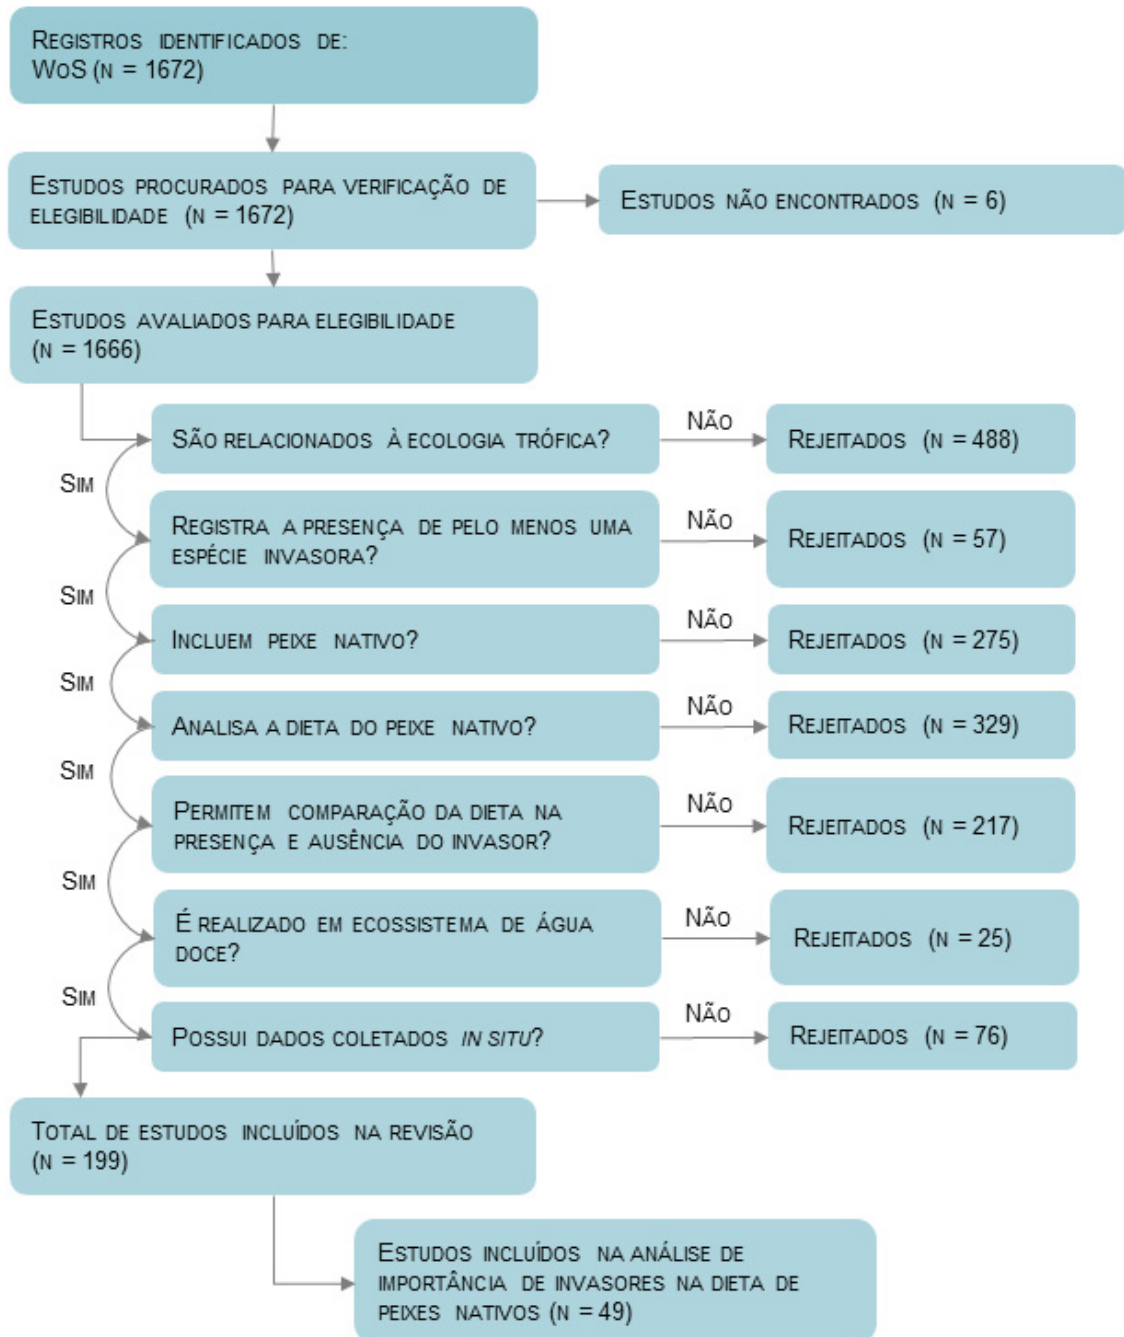 REGISTROS IDENTIFICADOS DE:
WOS (N = 1672)
ESTUDOS PROCURADOS PARA VERIFICAÇÃO DE
ELEGIBILIDADE (N = 1672)
ESTUDOS NÃO ENCONTRADOS (N = 6)
ESTUDOS AVALIADOS PARA ELEGIBILIDADE
(N = 1666)
SÃO RELACIONADOS À ECOLOGIA TRÓFICA?
NÃO
REJEITADOS (N = 488)
SIM
REGISTRA A PRESENÇA DE PELO MENOS UMA
ESPÉCIE INVASORA?
NÃO
REJEITADOS (N = 57)
SIM
INCLUEM PEIXE NATIVO?
NÃO
REJEITADOS (N = 275)
SIM
ANALISA A DIETA DO PEIXE NATIVO?
NÃO
REJEITADOS (N = 329)
SIM
PERMITEM COMPARAÇÃO DA DIETA NA
PRESENÇA E AUSÊNCIA DO INVASOR?
NÃO
REJEITADOS (N = 217)
SIM
É REALIZADO EM ECOSSISTEMA DE ÁGUA
DOCE?
NÃO
REJEITADOS (N = 25)
SIM
POSSUI DADOS COLETADOS IN SITU?
NÃO
REJEITADOS (N = 76)
TOTAL DE ESTUDOS INCLUÍDOS NA REVISÃO
(N = 199)
ESTUDOS INCLUÍDOS NA ANÁLISE DE
IMPORTÂNCIA DE INVASORES NA DIETA DE
PEIXES NATIVOS (N = 49)